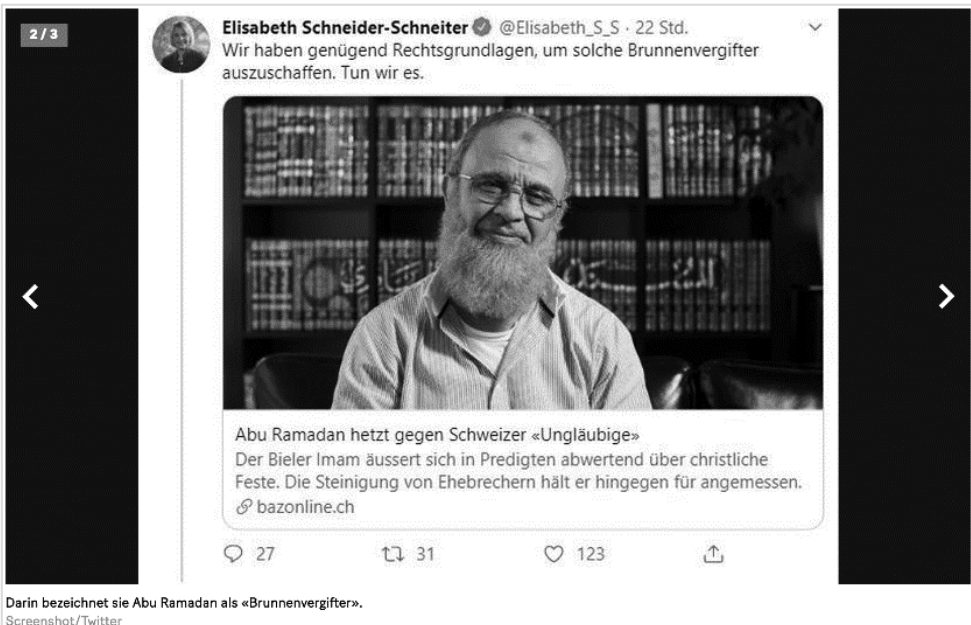 2 / 3
Elisabeth Schneider-Schneiter @Elisabeth_S_S · 22 Std.
Wir haben genügend Rechtsgrundlagen, um solche Brunnenvergifter
auszuschaffen. Tun wir es.
Abu Ramadan hetzt gegen Schweizer «Ungläubige»
Der Bieler Imam äussert sich in Predigten abwertend über christliche
Feste. Die Steinigung von Ehebrechern hält er hingegen für angemessen.
bazonline.ch
27 31 123
Darin bezeichnet sie Abu Ramadan als «Brunnenvergifter».
Screenshot/Twitter